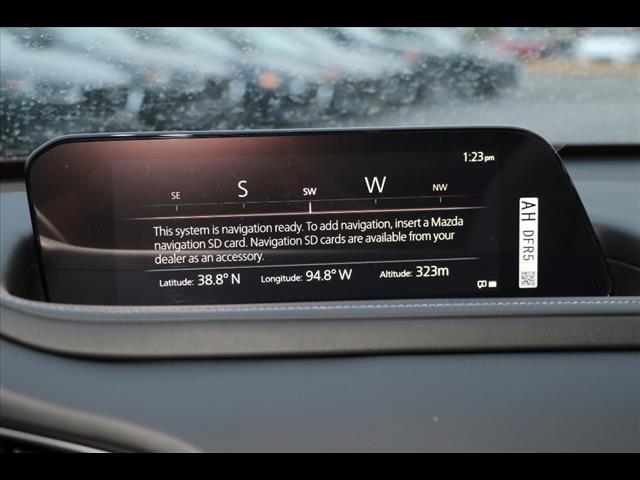 1:23pm
SE S SW W NW
This system is navigation ready. To add navigation, insert a Mazda
navigation SD card. Navigation SD cards are available from your
dealer as an accessory.
Latitude: 38.8° N Longitude: 94.8° W Altitude: 323m
AH DFR5